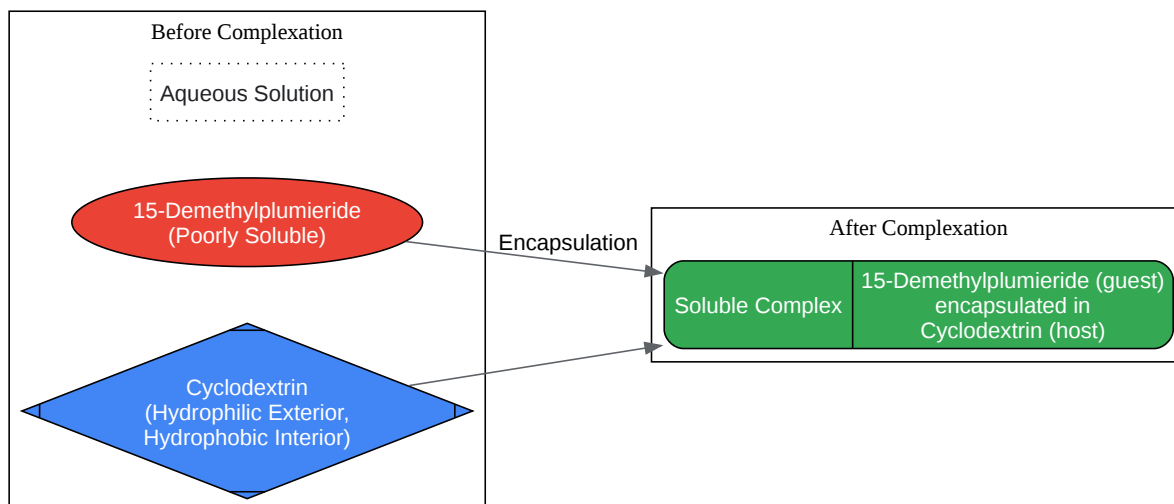 Before Complexation
Aqueous Solution
15-Demethylplumieride
(Poorly Soluble)
Cyclodextrin
(Hydrophilic Exterior,
Hydrophobic Interior)
Encapsulation
After Complexation
Soluble Complex
15-Demethylplumieride (guest)
encapsulated in
Cyclodextrin (host)